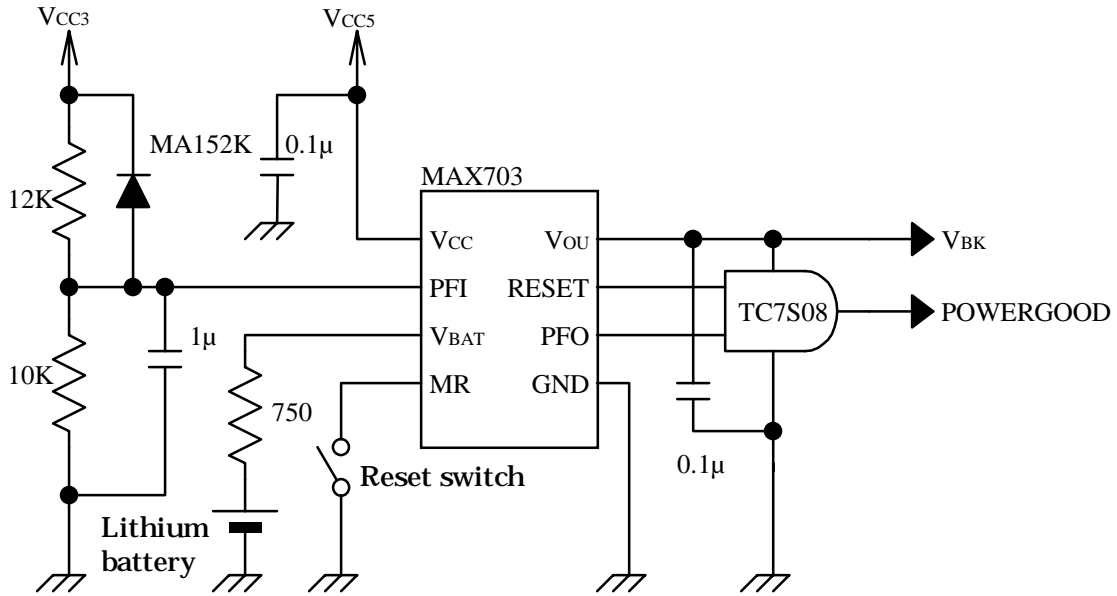 VCC3
VCC5
MA152K
0.1μ
MAX703
12K
VCC
VOU
VBK
PFI
RESET
TC7S08
POWERGOOD
1μ
VBAT
PFO
10K
MR
GND
750
Reset switch
0.1μ
Lithium
battery